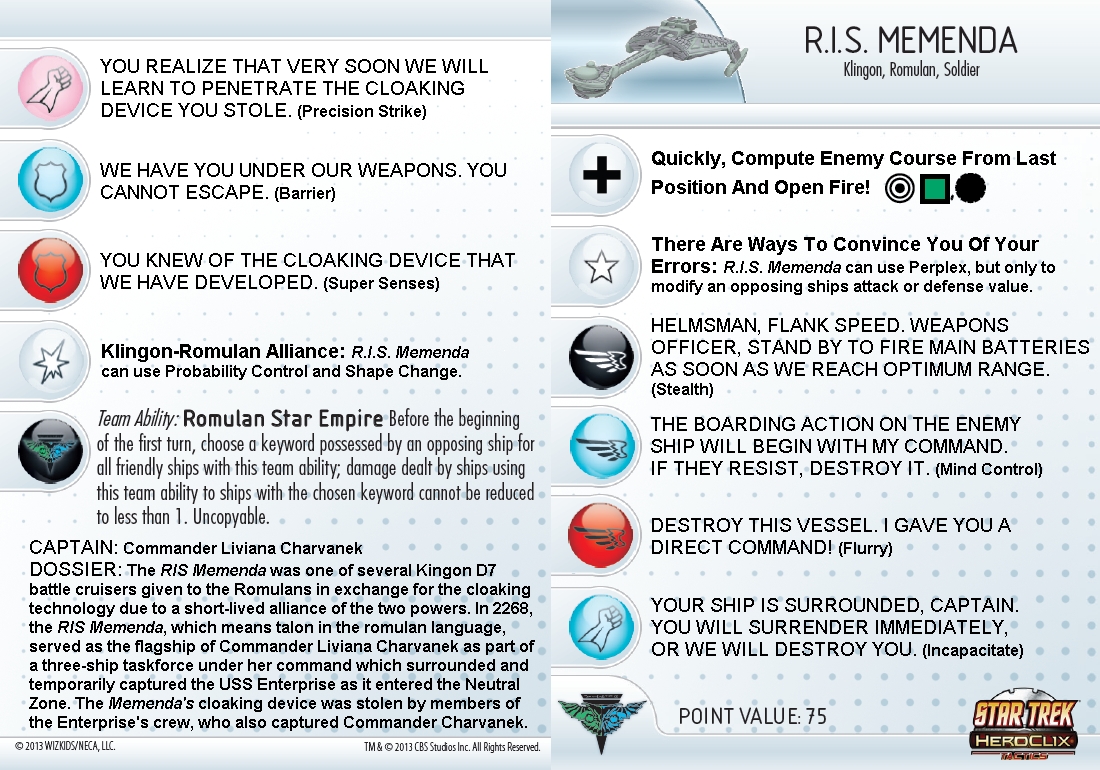 YOU REALIZE THAT VERY SOON WE WILL
LEARN TO PENETRATE THE CLOAKING
DEVICE YOU STOLE. (Precision Strike)
WE HAVE YOU UNDER OUR WEAPONS. YOU
CANNOT ESCAPE. (Barrier)
YOU KNEW OF THE CLOAKING DEVICE THAT
WE HAVE DEVELOPED. (Super Senses)
Klingon-Romulan Alliance: R.I.S. Memenda
can use Probability Control and Shape Change.
Team Ability: Romulan Star Empire Before the beginning
of the first turn, choose a keyword possessed by an opposing ship for
all friendly ships with this team ability; damage dealt by ships using
this team ability to ships with the chosen keyword cannot be reduced
to less than 1. Uncopyable.
CAPTAIN: Commander Liviana Charvanek
DOSSIER: The RIS Memenda was one of several Kingon D7
battle cruisers given to the Romulans in exchange for the cloaking
technology due to a short-lived alliance of the two powers. In 2268,
the RIS Memenda, which means talon in the romulan language,
served as the flagship of Commander Liviana Charvanek as part of
a three-ship taskforce under her command which surrounded and
temporarily captured the USS Enterprise as it entered the Neutral
Zone. The Memenda's cloaking device was stolen by members of
the Enterprise's crew, who also captured Commander Charvanek.
© 2013 WIZKIDS/NECA, LLC.
TM & © 2013 CBS Studios Inc. All Rights Reserved.
R.I.S. MEMENDA
Klingon, Romulan, Soldier
Quickly, Compute Enemy Course From Last
Position And Open Fire! ,
There Are Ways To Convince You Of Your
Errors: R.I.S. Memenda can use Perplex, but only to
modify an opposing ships attack or defense value.
HELMSMAN, FLANK SPEED. WEAPONS
OFFICER, STAND BY TO FIRE MAIN BATTERIES
AS SOON AS WE REACH OPTIMUM RANGE.
(Stealth)
THE BOARDING ACTION ON THE ENEMY
SHIP WILL BEGIN WITH MY COMMAND.
IF THEY RESIST, DESTROY IT. (Mind Control)
DESTROY THIS VESSEL. I GAVE YOU A
DIRECT COMMAND! (Flurry)
YOUR SHIP IS SURROUNDED, CAPTAIN.
YOU WILL SURRENDER IMMEDIATELY,
OR WE WILL DESTROY YOU. (Incapacitate)
POINT VALUE: 75
STAR TREK
HEROCLIX
TACTICS